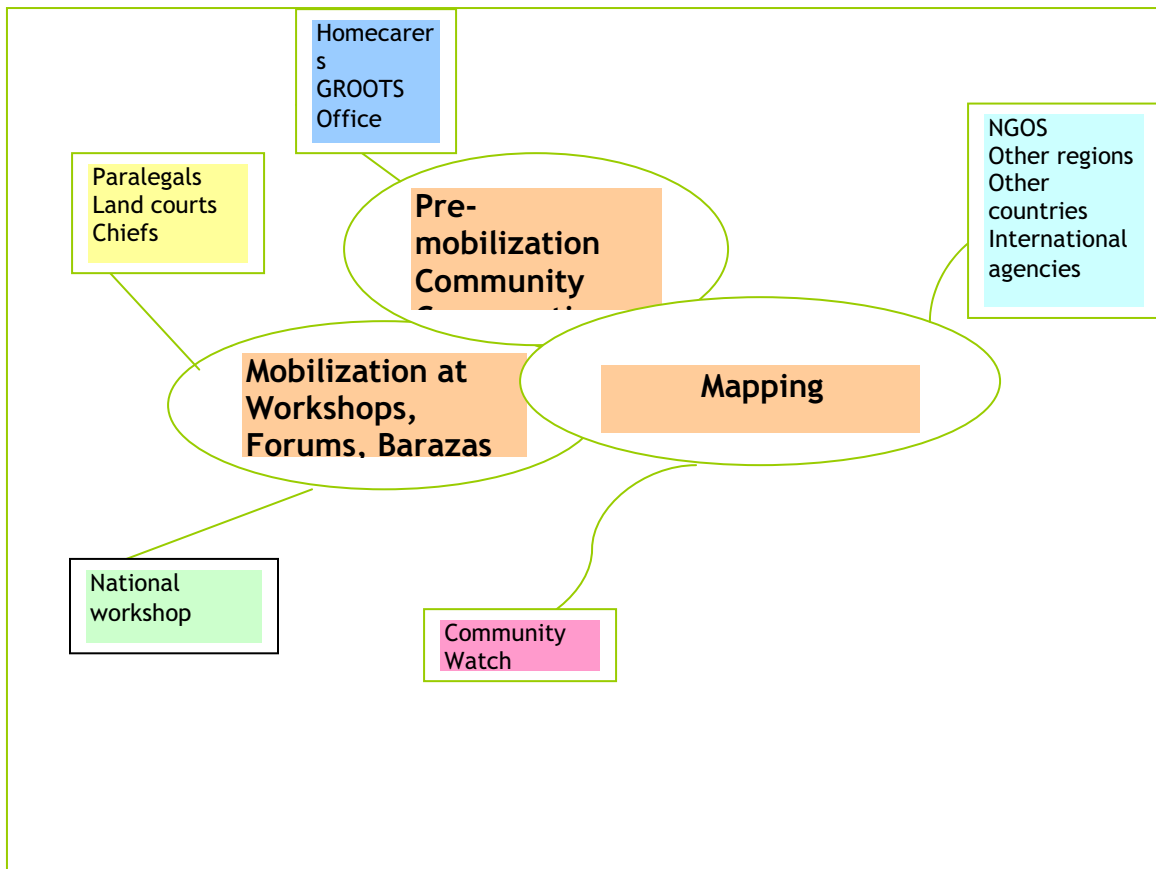 Homecarer
s
GROOTS
Office
Paralegals
Land courts
Chiefs
NGOS
Other regions
Other
countries
International
agencies
Pre-
mobilization
Community
Mobilization at
Workshops,
Forums, Barazas
Mapping
National
workshop
Community
Watch